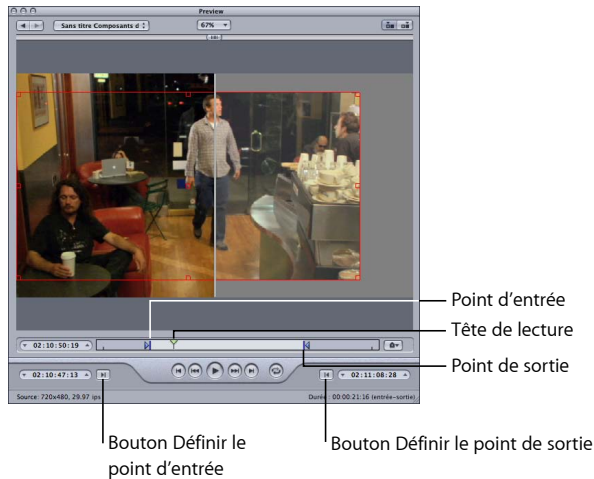 Preview
Sans titre Composants d
67%
Point d'entrée
Tête de lecture
02:10:50:19
Point de sortie
02:10:47:13
02:11:08:28
Source: 720x480, 29.97 ips
Durée : 00:00:21:16 (entrée-sortie)
Bouton Définir le
point d'entrée
Bouton Définir le point de sortie